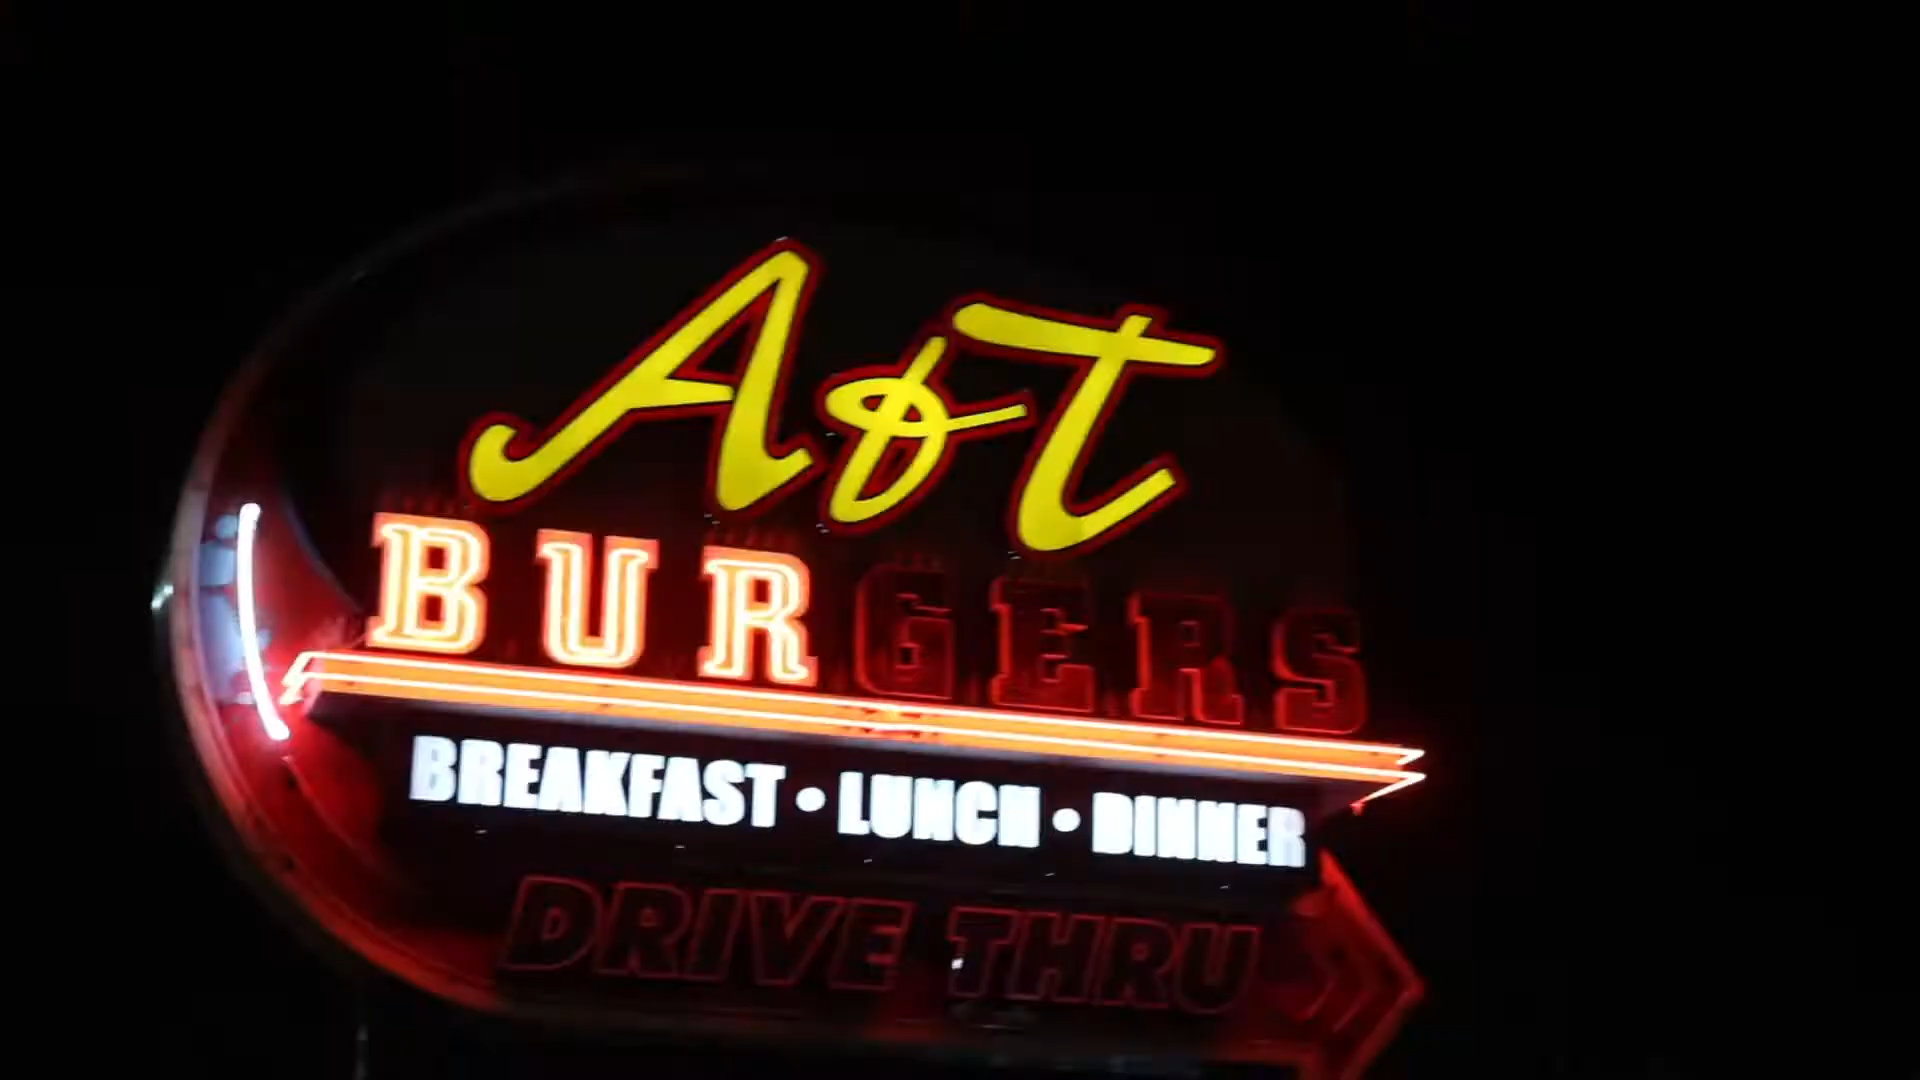 A&T
BURGERS
BREAKFAST • LUNCH • DINNER
DRIVE THRU